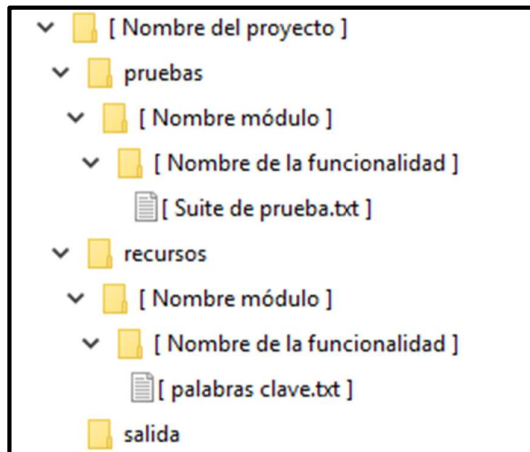 [ Nombre del proyecto ]
pruebas
[ Nombre módulo ]
[ Nombre de la funcionalidad ]
[ Suite de prueba.txt ]
recursos
[ Nombre módulo ]
[ Nombre de la funcionalidad ]
[ palabras clave.txt ]
salida